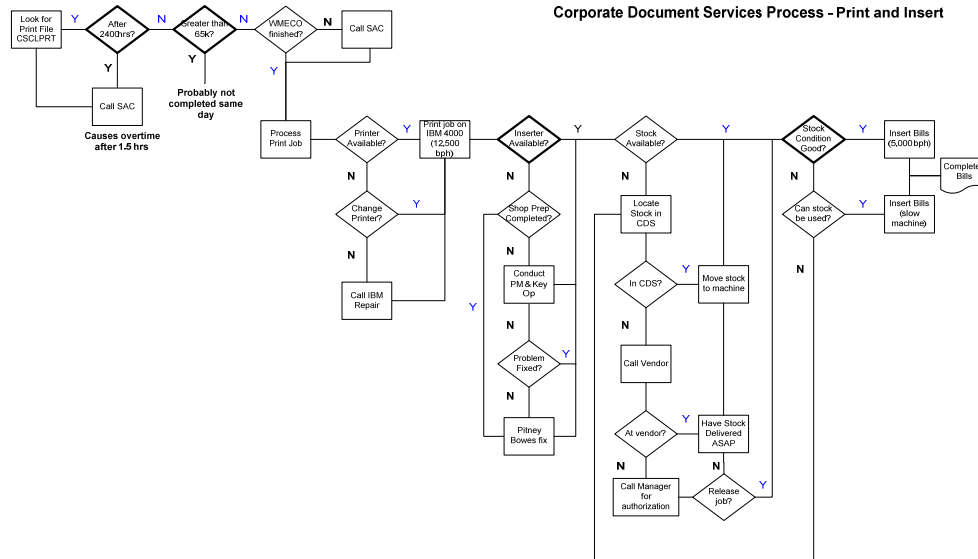 Corporate Document Services Process - Print and Insert
Look for
Print File
CSCLPRT
Y
After
2400hrs?
N
Greater than
65k?
N
WMECO
finished?
N
Call SAC
Y
Y
Y
Call SAC
Probably not
completed same
day
Causes overtime
after 1.5 hrs
Process
Print Job
Printer
Available?
Y
Print job on
IBM 4000
(12,500
bph)
Inserter
Available?
Y
Stock
Available?
Y
Stock
Condition
Good?
Y
Insert Bills
(5,000 bph)
Complete
Bills
N
N
N
N
Change
Printer?
Y
Shop Prep
Completed?
Locate
Stock in
CDS
Can stock
be used?
Y
Insert Bills
(slow
machine)
N
N
N
Call IBM
Repair
Conduct
PM & Key
Op
In CDS?
Y
Move stock
to machine
Y
N
N
Problem
Fixed?
Y
Call Vendor
N
Pitney
Bowes fix
At vendor?
Y
Have Stock
Delivered
ASAP
N
N
Call Manager
for
authorization
Release
job?
Y